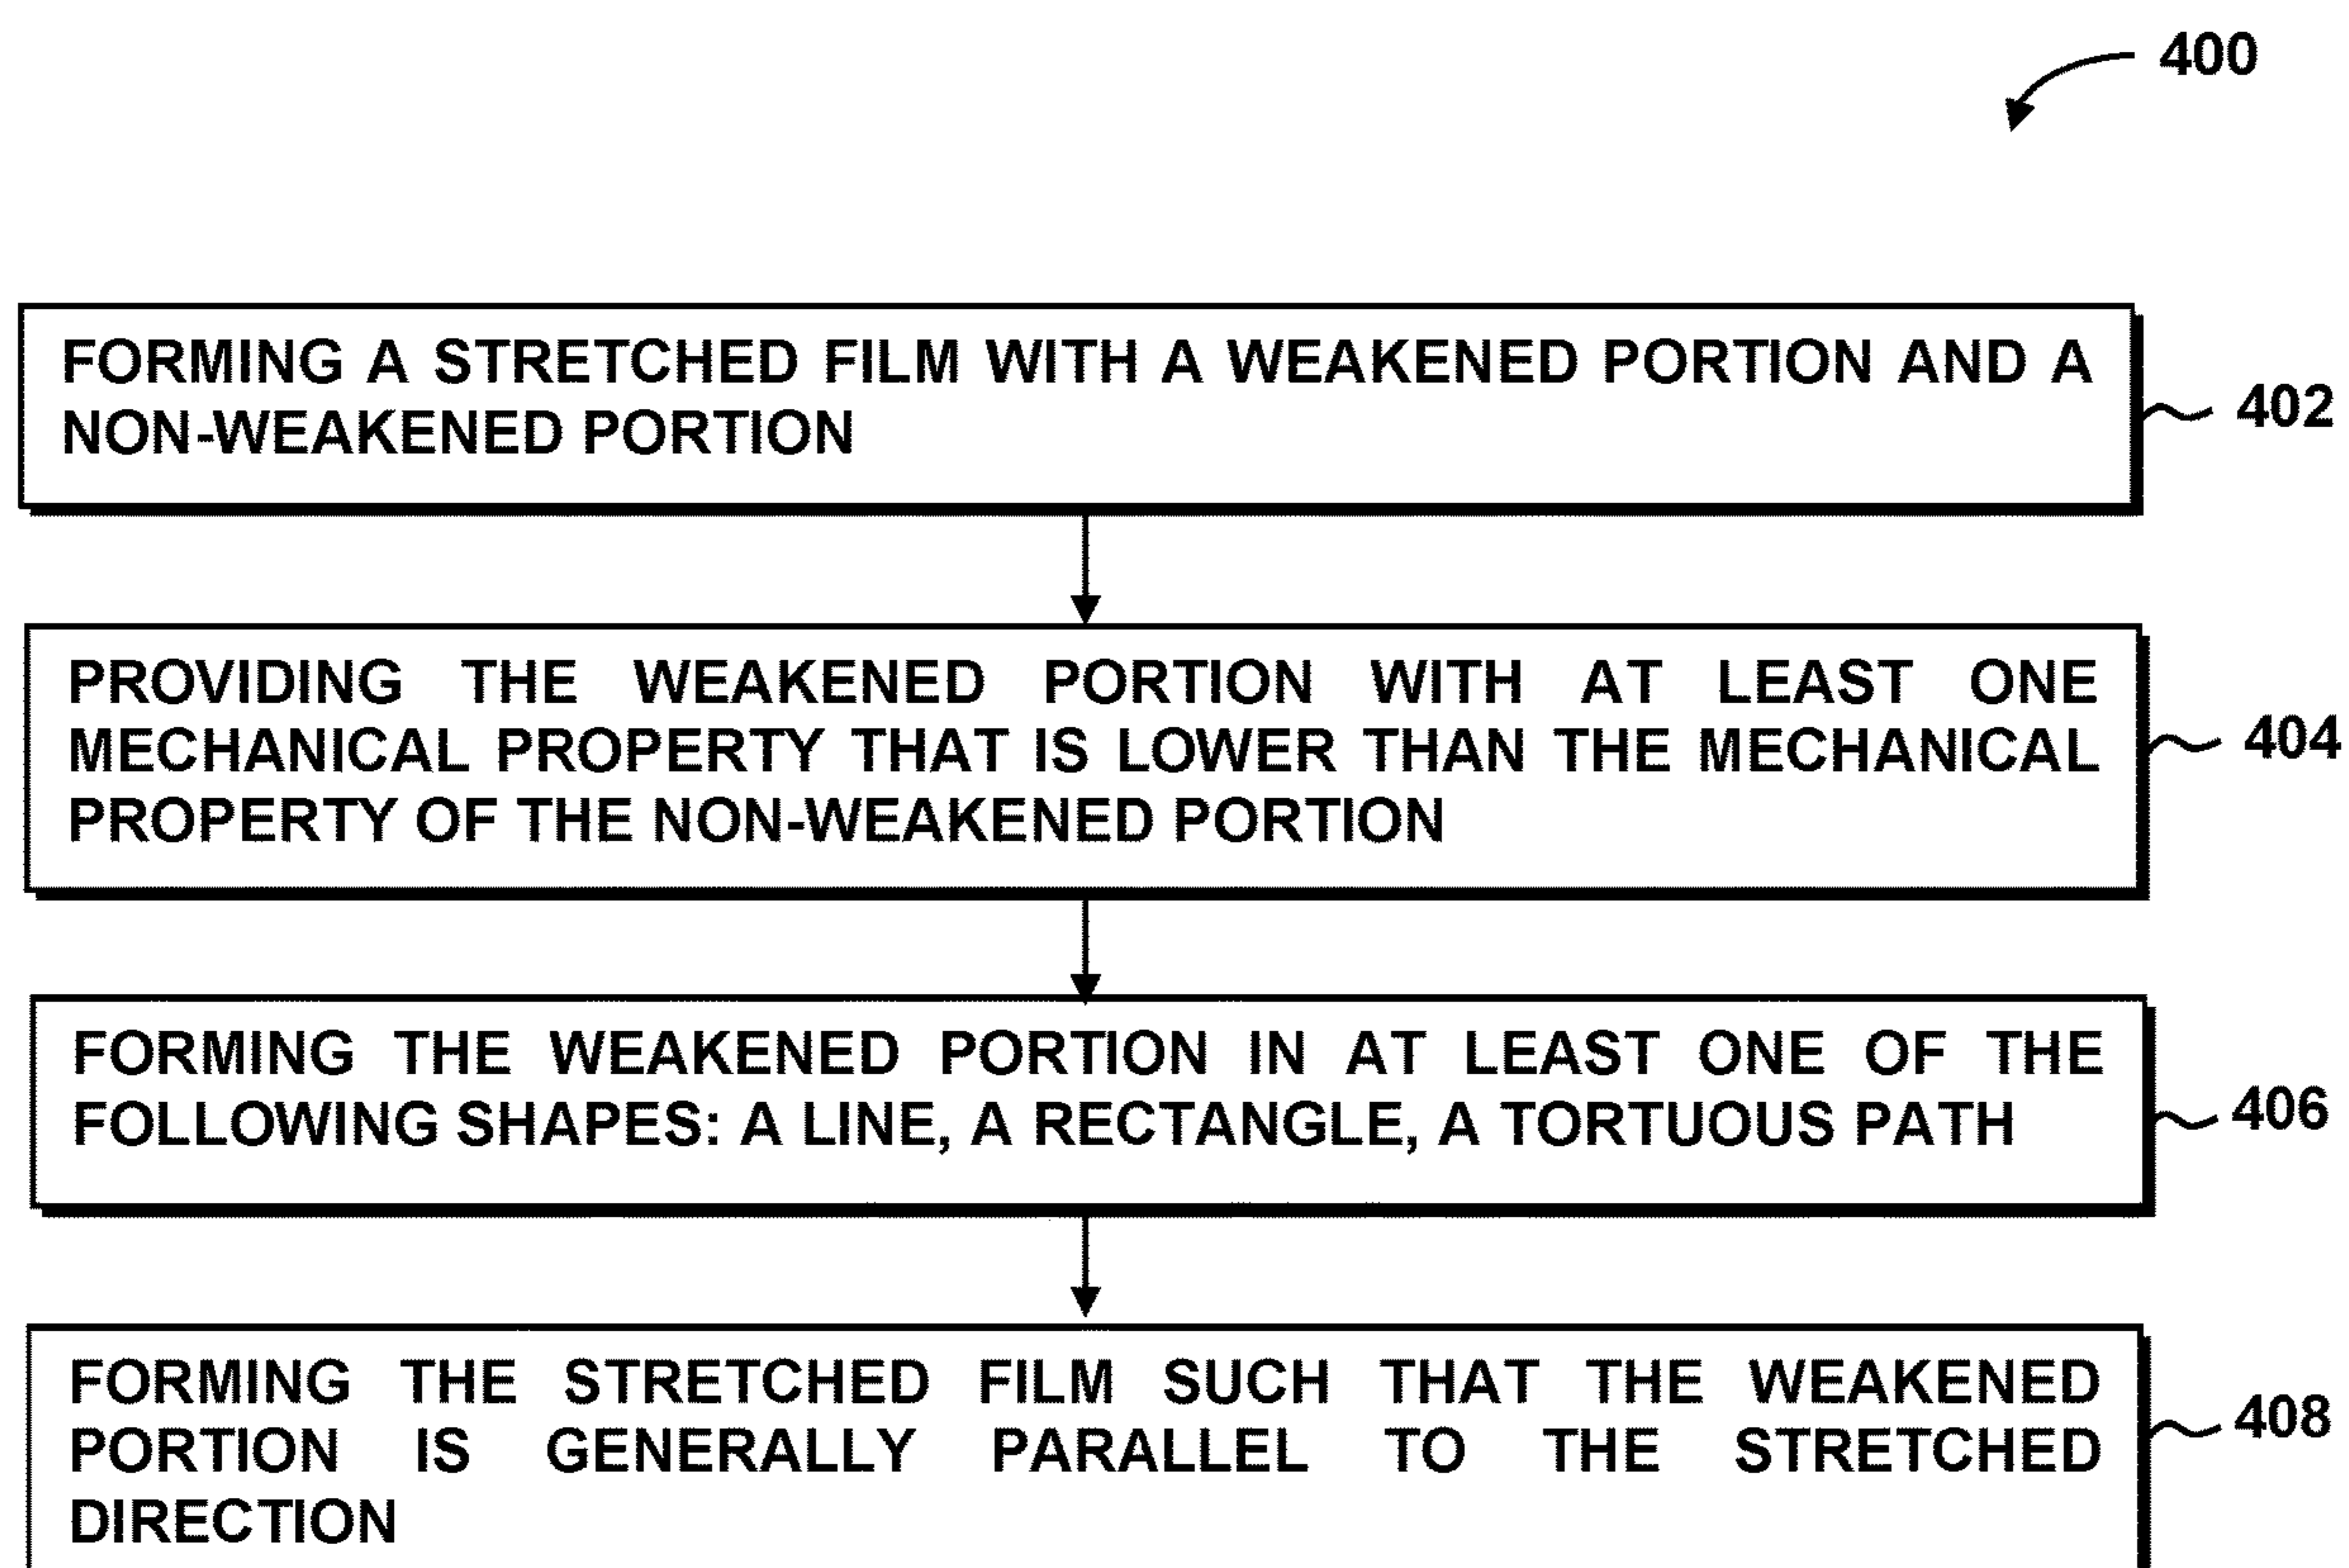 400
FORMING A STRETCHED FILM WITH A WEAKENED PORTION AND A
NON-WEAKENED PORTION
402
PROVIDING THE WEAKENED PORTION WITH AT LEAST ONE
MECHANICAL PROPERTY THAT IS LOWER THAN THE MECHANICAL
PROPERTY OF THE NON-WEAKENED PORTION
404
FORMING THE WEAKENED PORTION IN AT LEAST ONE OF THE
FOLLOWING SHAPES: A LINE, A RECTANGLE, A TORTUOUS PATH
406
FORMING THE STRETCHED FILM SUCH THAT THE WEAKENED
PORTION IS GENERALLY PARALLEL TO THE STRETCHED
DIRECTION
408